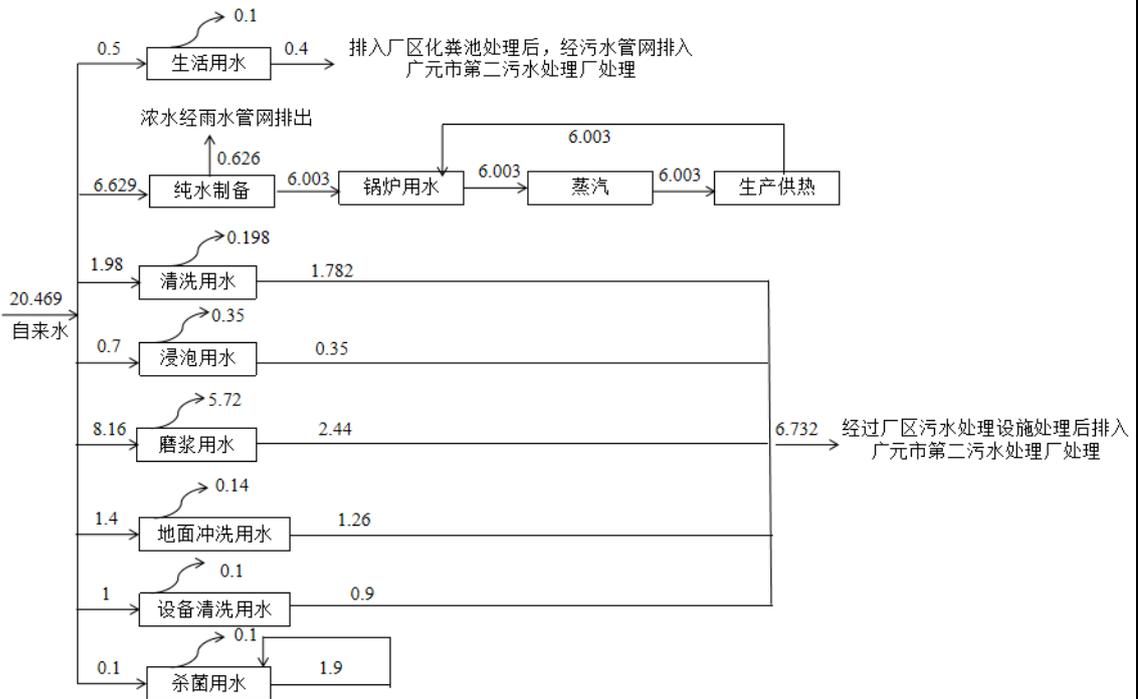 0.1
0.5
生活用水
0.4
排入厂区化粪池处理后，经污水管网排入
广元市第二污水处理厂处理
浓水经雨水管网排出
0.626
6.629
纯水制备
6.003
锅炉用水
6.003
蒸汽
6.003
生产供热
6.003
0.198
1.98
清洗用水
1.782
20.469
自来水
0.35
0.7
浸泡用水
0.35
5.72
8.16
磨浆用水
2.44
6.732
经过厂区污水处理设施处理后排入
广元市第二污水处理厂处理
0.14
1.4
地面冲洗用水
1.26
0.1
1
设备清洗用水
0.9
0.1
0.1
杀菌用水
1.9